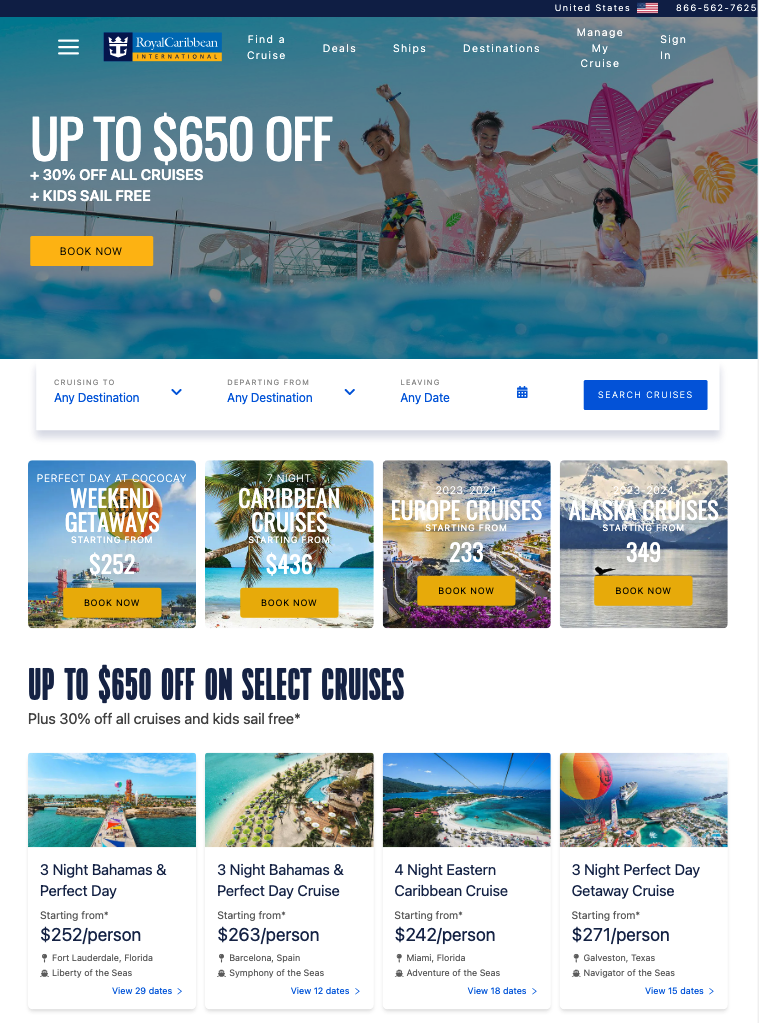 United States
866-562-7625
RoyalCaribbean
INTERNATIONAL
Find a
Cruise
Deals
Ships
Destinations
Manage
My
Cruise
Sign
In
UP TO $650 OFF
+ 30% OFF ALL CRUISES
+ KIDS SAIL FREE
BOOK NOW
CRUISING TO
Any Destination
DEPARTING FROM
Any Destination
LEAVING
Any Date
SEARCH CRUISES
PERFECT DAY AT COCOCAY
WEEKEND
GETAWAYS
STARTING FROM
$252
BOOK NOW
7 NIGHT
CARIBBEAN
CRUISES
STARTING FROM
$436
BOOK NOW
2023-2024
EUROPE CRUISES
STARTING FROM
233
BOOK NOW
2023-2024
ALASKA CRUISES
STARTING FROM
349
BOOK NOW
UP TO $650 OFF ON SELECT CRUISES
Plus 30% off all cruises and kids sail free*
3 Night Bahamas &
Perfect Day
Starting from*
$252/person
Fort Lauderdale, Florida
Liberty of the Seas
View 29 dates >
3 Night Bahamas &
Perfect Day Cruise
Starting from*
$263/person
Barcelona, Spain
Symphony of the Seas
View 12 dates >
4 Night Eastern
Caribbean Cruise
Starting from*
$242/person
Miami, Florida
Adventure of the Seas
View 18 dates >
3 Night Perfect Day
Getaway Cruise
Starting from*
$271/person
Galveston, Texas
Navigator of the Seas
View 15 dates >